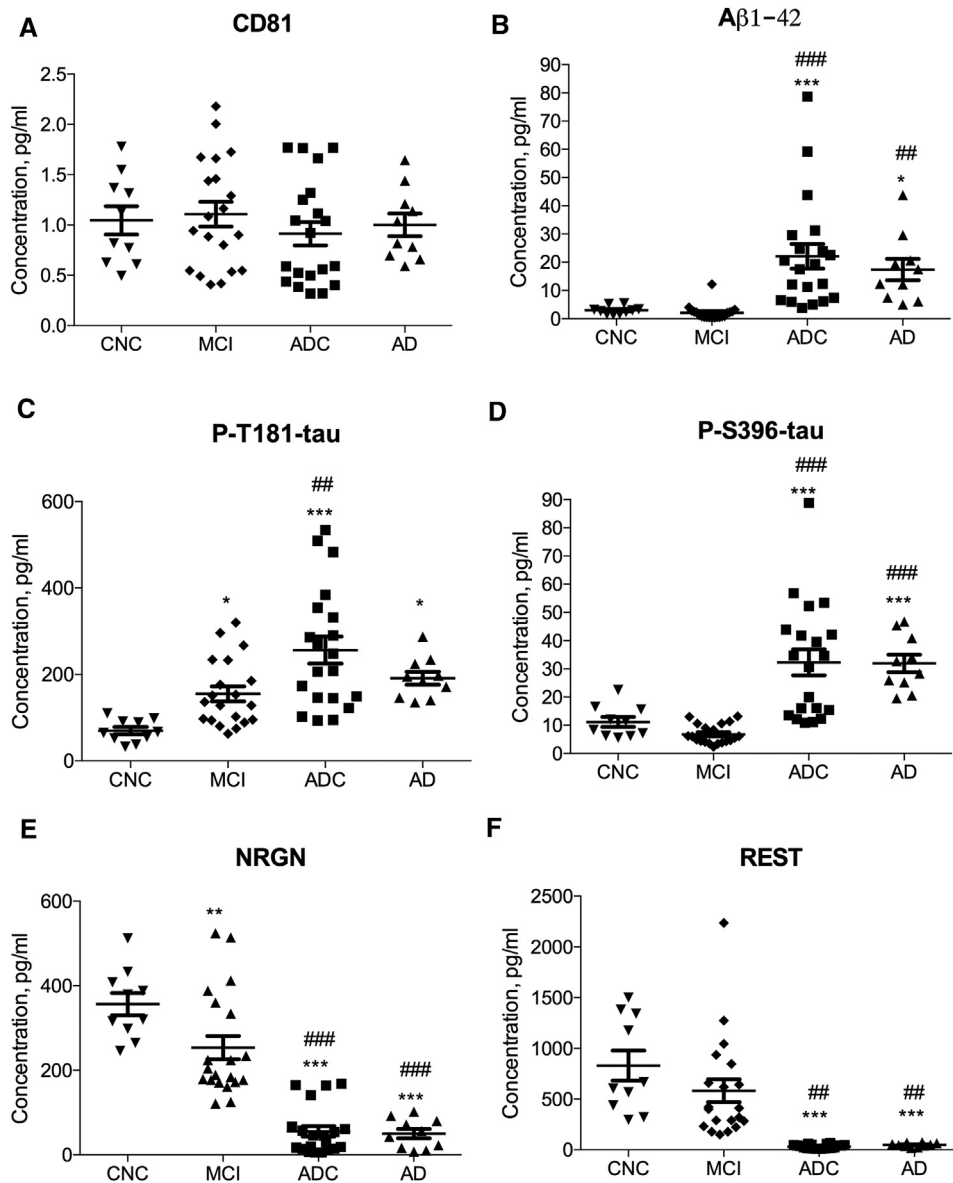 A
CD81
Concentration, pg/ml
2.5
2.0
1.5
1.0
0.5
0.0
CNC MCI ADC AD
B
Aβ1-42
Concentration, pg/ml
90
80
70
60
50
40
30
20
10
0
###
***
##
*
CNC MCI ADC AD
C
P-T181-tau
Concentration, pg/ml
600
400
200
0
*
##
***
*
CNC MCI ADC AD
D
P-S396-tau
Concentration, pg/ml
90
80
70
60
50
40
30
20
10
0
###
***
###
***
CNC MCI ADC AD
E
NRGN
Concentration, pg/ml
600
400
200
0
**
###
***
###
***
CNC MCI ADC AD
F
REST
Concentration, pg/ml
2500
2000
1500
1000
500
0
##
***
##
***
CNC MCI ADC AD